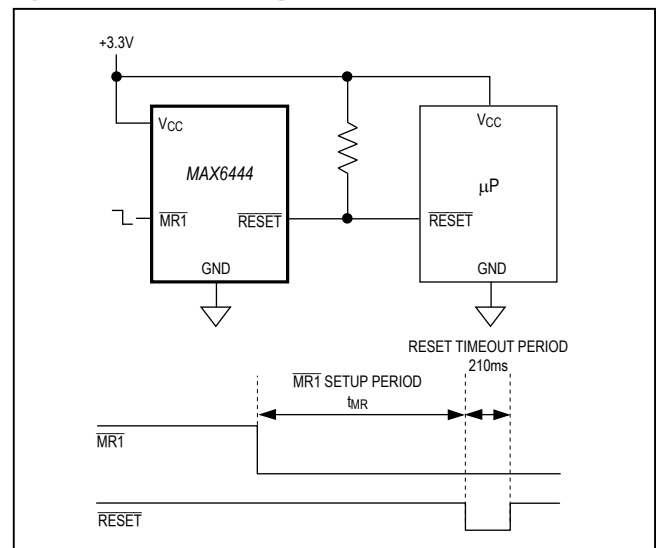 +3.3V
VCC
VCC
MAX6444
μP
MR1
RESET
RESET
GND
GND
RESET TIMEOUT PERIOD
210ms
MR1 SETUP PERIOD
tMR
MR1
RESET